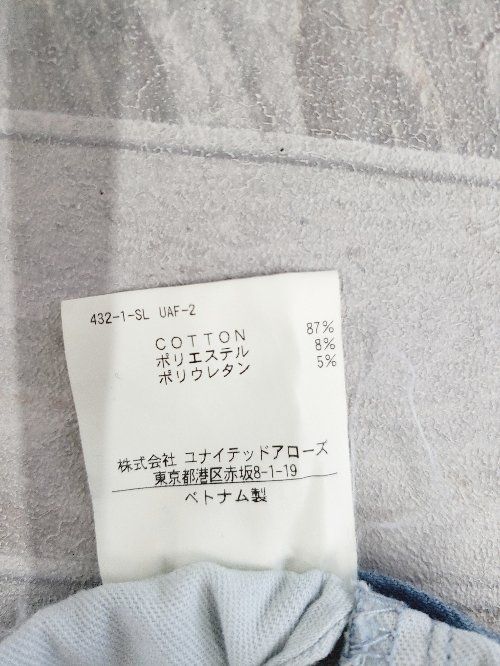 432-1-SL UAF-2
COTTON 87%
ポリエステル 8%
ポリウレタン 5%
株式会社 ユナイテッドアローズ
東京都港区赤坂8-1-19
ベトナム製